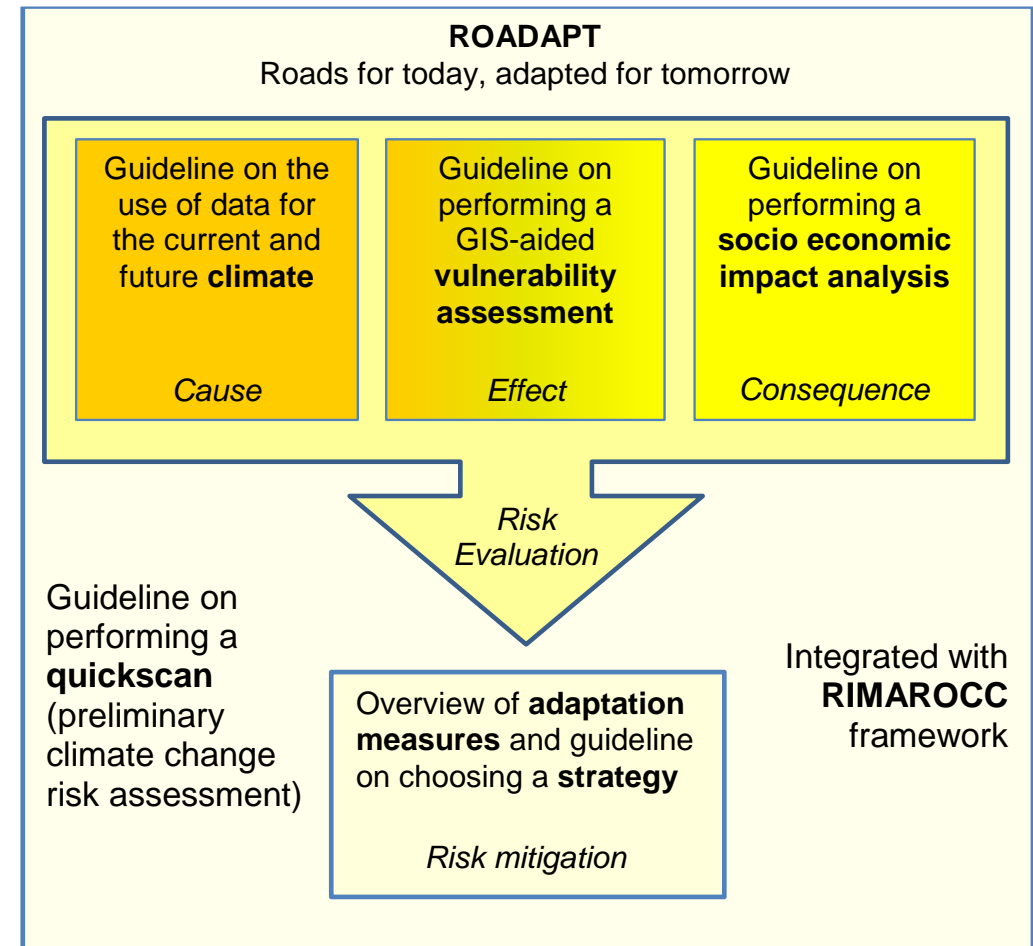 ROADAPT
Roads for today, adapted for tomorrow
Guideline on the
use of data for
the current and
future climate
Cause
Guideline on
performing a
GIS-aided
vulnerability
assessment
Effect
Guideline on
performing a
socio economic
impact analysis
Consequence
Risk
Evaluation
Guideline on
performing a
quickscan
(preliminary
climate change
risk assessment)
Integrated with
RIMAROCC
framework
Overview of adaptation
measures and guideline
on choosing a strategy
Risk mitigation